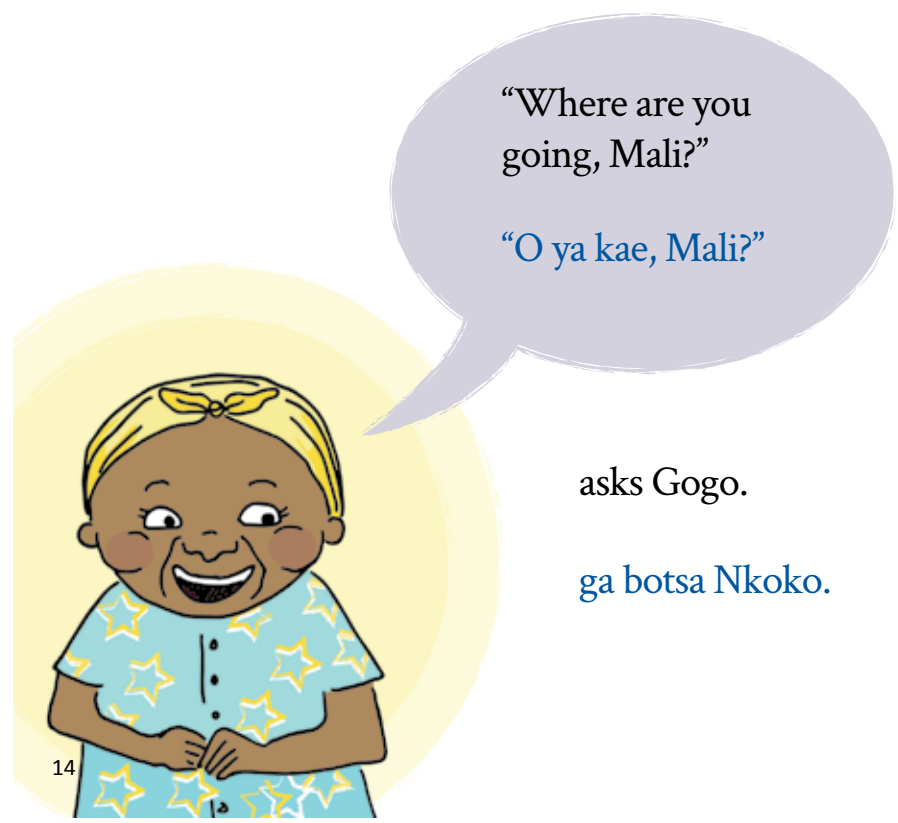 “Where are you
going, Mali?”
“O ya kae, Mali?”
asks Gogo.
ga botsa Nkoko.
14